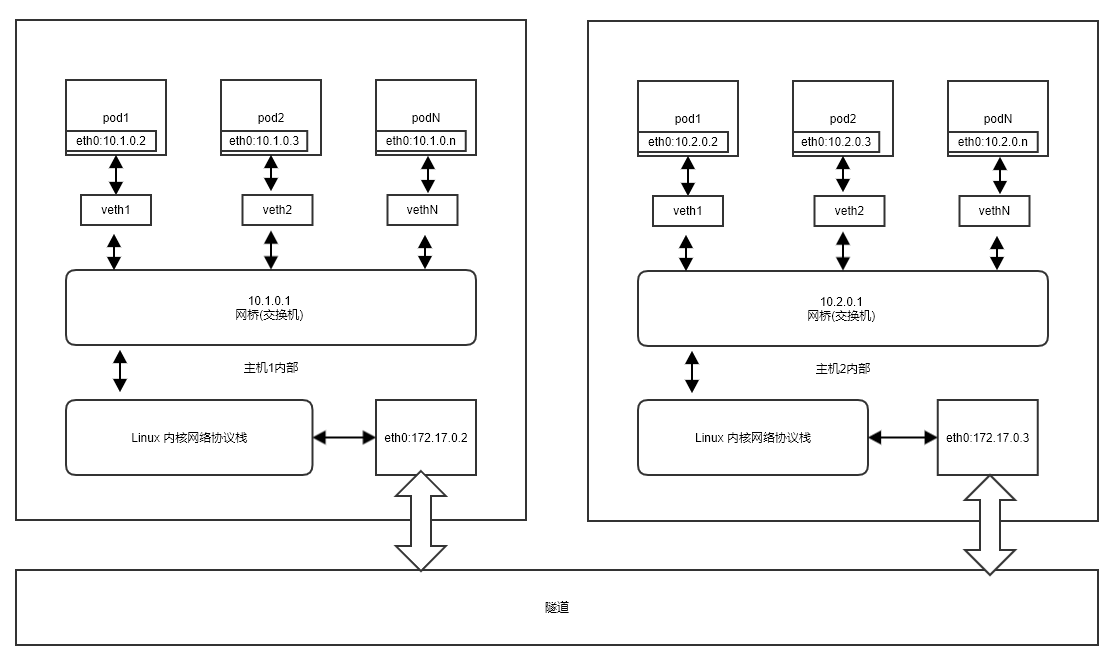 pod1
eth0:10.1.0.2
pod2
eth0:10.1.0.3
podN
eth0:10.1.0.n
veth1
veth2
vethN
10.1.0.1
网桥(交换机)
主机1内部
Linux 内核网络协议栈
eth0:172.17.0.2
pod1
eth0:10.2.0.2
pod2
eth0:10.2.0.3
podN
eth0:10.2.0.n
veth1
veth2
vethN
10.2.0.1
网桥(交换机)
主机2内部
Linux 内核网络协议栈
eth0:172.17.0.3
隧道